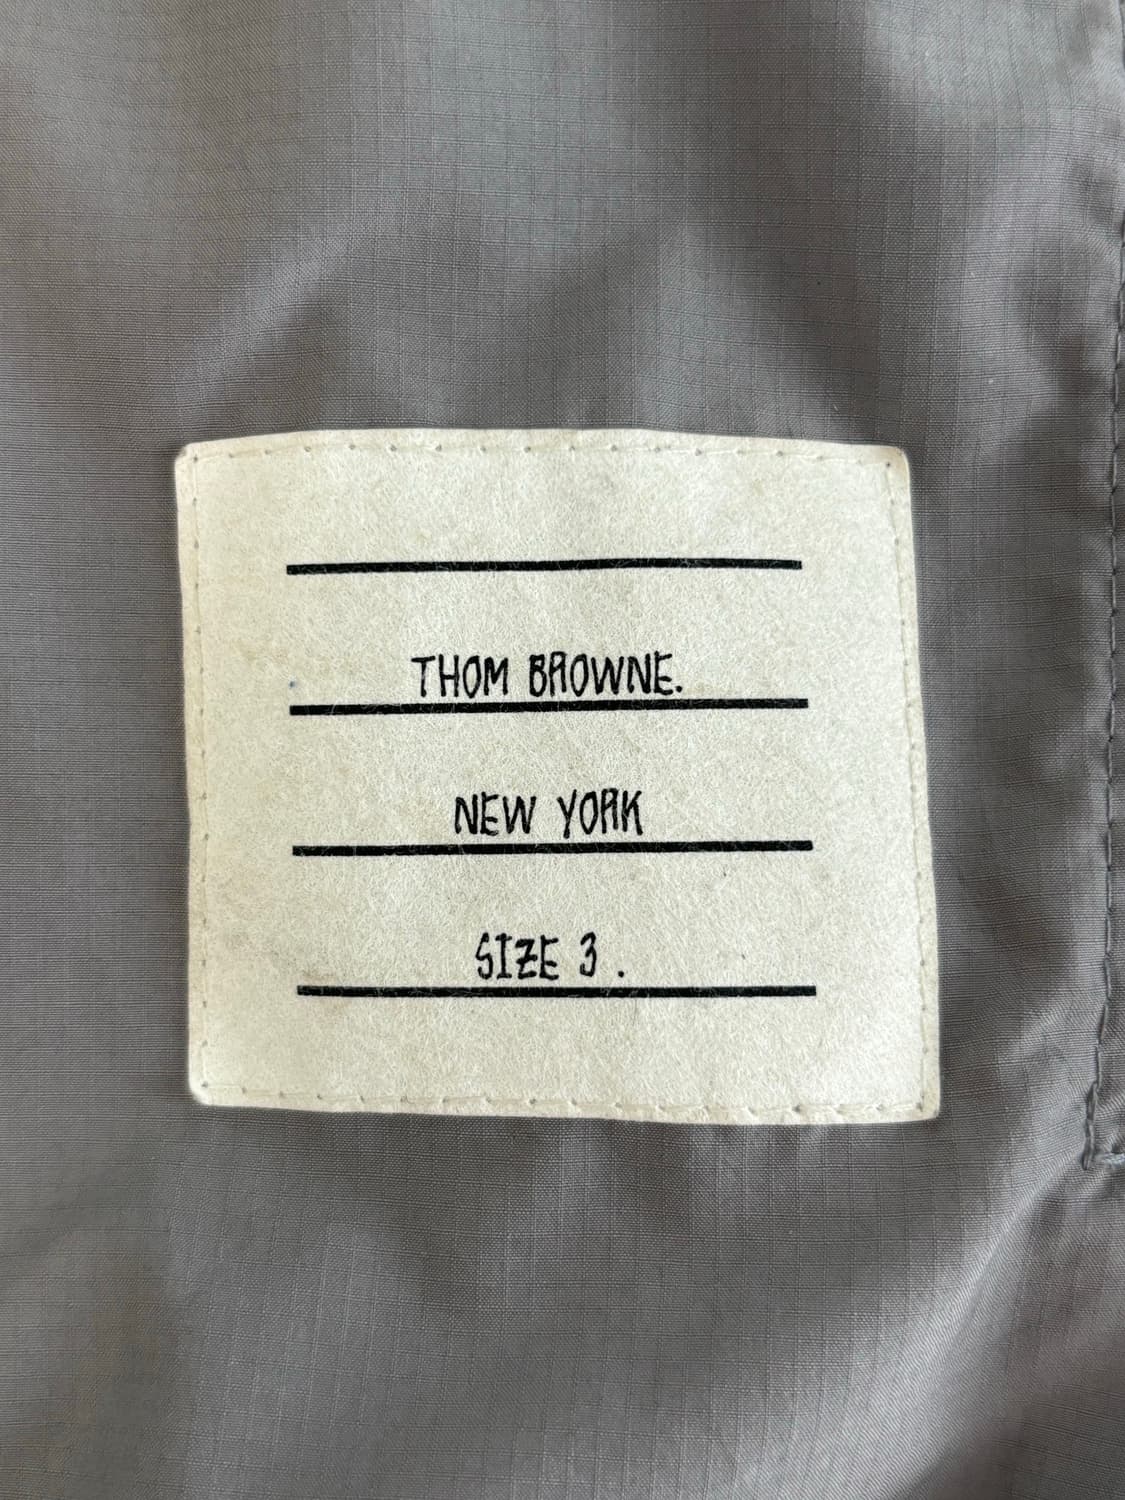 THOM BROWNE.
NEW YORK
SIZE 3 .